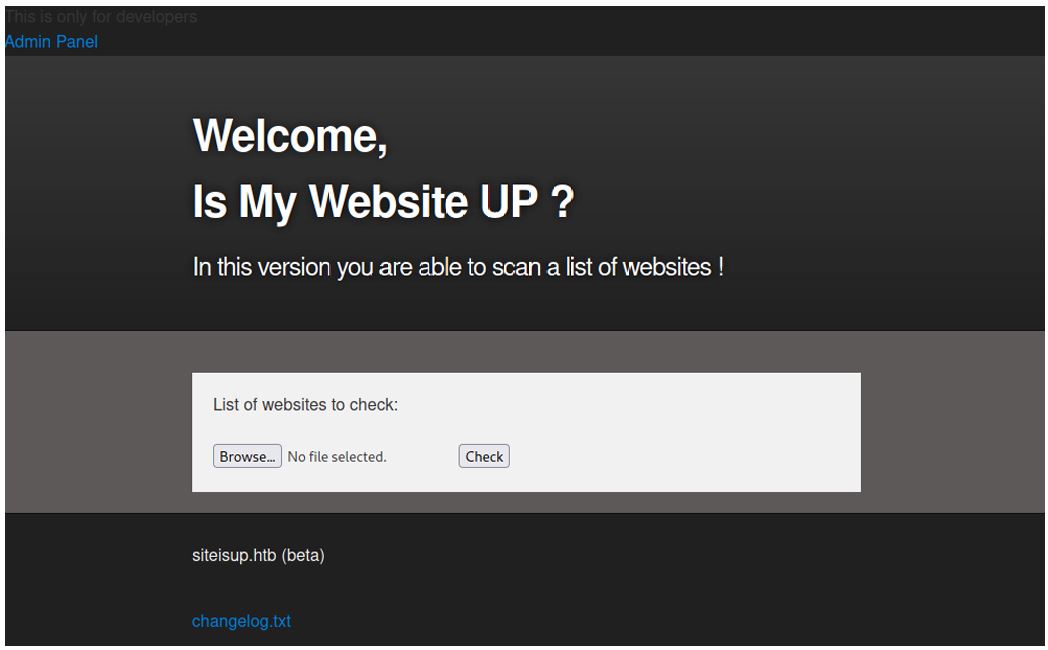 This is only for developers
Admin Panel
Welcome,
Is My Website UP ?
In this version you are able to scan a list of websites !
List of websites to check:
Browse... No file selected. Check
siteisup.htb (beta)
changelog.txt